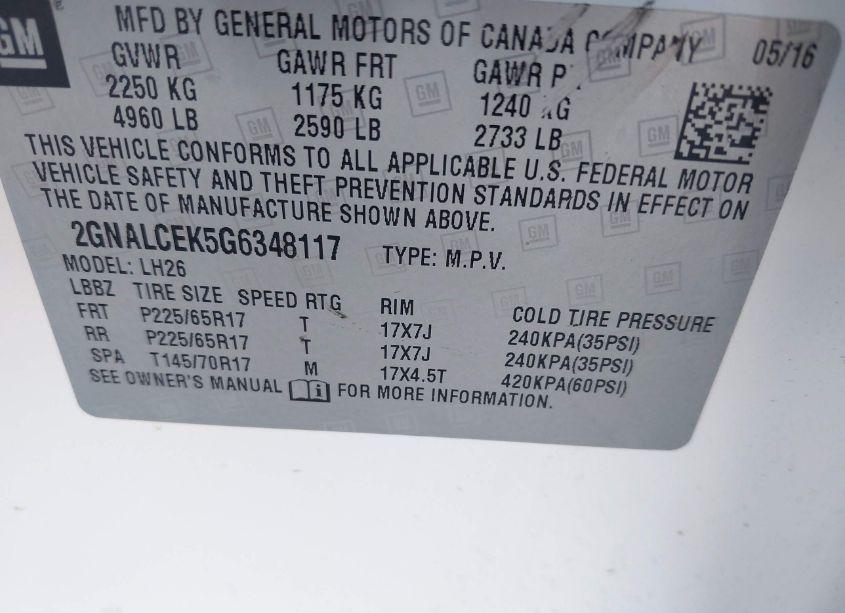 GM
MFD BY GENERAL MOTORS OF CANADA COMPANY 05/16
GVWR GAWR FRT GAWR
2250 KG 1175 KG 1240 KG
4960 LB 2590 LB 2733 LB
THIS VEHICLE CONFORMS TO ALL APPLICABLE U.S. FEDERAL MOTOR
VEHICLE SAFETY AND THEFT PREVENTION STANDARDS IN EFFECT ON
THE DATE OF MANUFACTURE SHOWN ABOVE.
2GNALCEK5G6348117 TYPE: M.P.V.
MODEL: LH26
LBBZ TIRE SIZE SPEED RTG RIM COLD TIRE PRESSURE
FRT P225/65R17 T 17X7J 240KPA(35PSI)
RR P225/65R17 T 17X7J 240KPA(35PSI)
SPA T145/70R17 M 17X4.5T 420KPA(60PSI)
SEE OWNER'S MANUAL i FOR MORE INFORMATION.